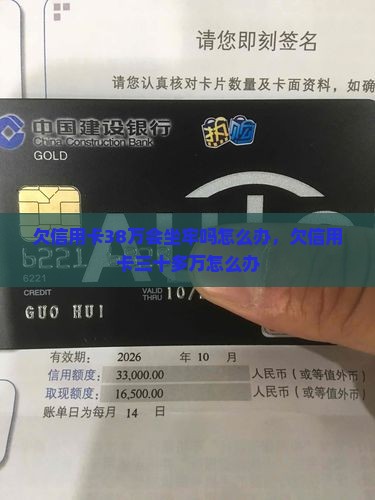 请您即刻签名
请您认真核对卡片数量及卡面资料，如确
中国建设银行
China Construction Bank
GOLD
欠信用卡38万会坐牢吗怎么办，欠信用
卡三十多万怎么办
6221
6221
CREDIT
VALID
THRU
10/
GUO HUI
有效期： 2026 年 10 月
信用额度： 33,000.00 人民币（或等值外币）
取现额度： 16,500.00 人民币（或等值外币）
账单日为每月 14 日